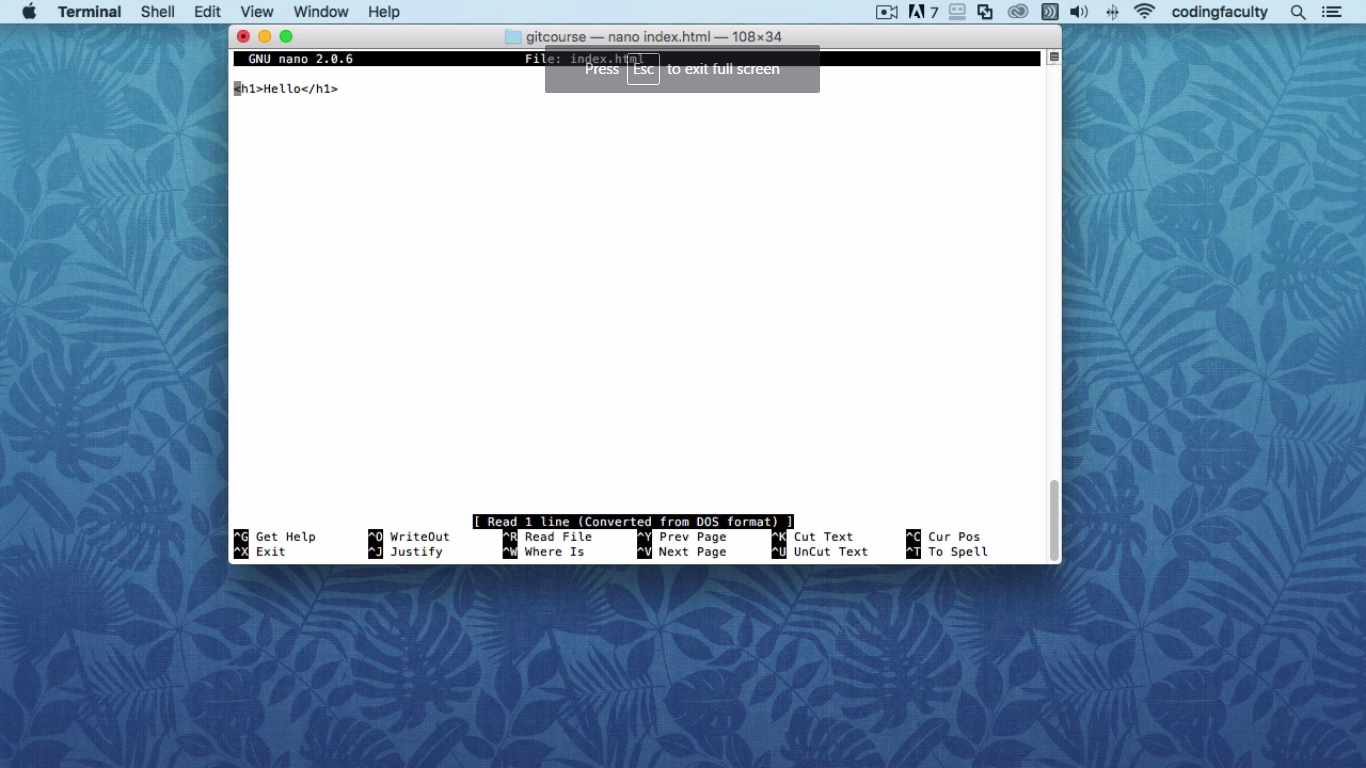 Terminal Shell Edit View Window Help 7 codingfaculty
gitcourse — nano index.html — 108×34
GNU nano 2.0.6 File: index.html
Press Esc to exit full screen
<h1>Hello</h1>
[ Read 1 line (Converted from DOS format) ]
^G Get Help ^O WriteOut ^R Read File ^Y Prev Page ^K Cut Text ^C Cur Pos
^X Exit ^J Justify ^W Where Is ^V Next Page ^U UnCut Text ^T To Spell